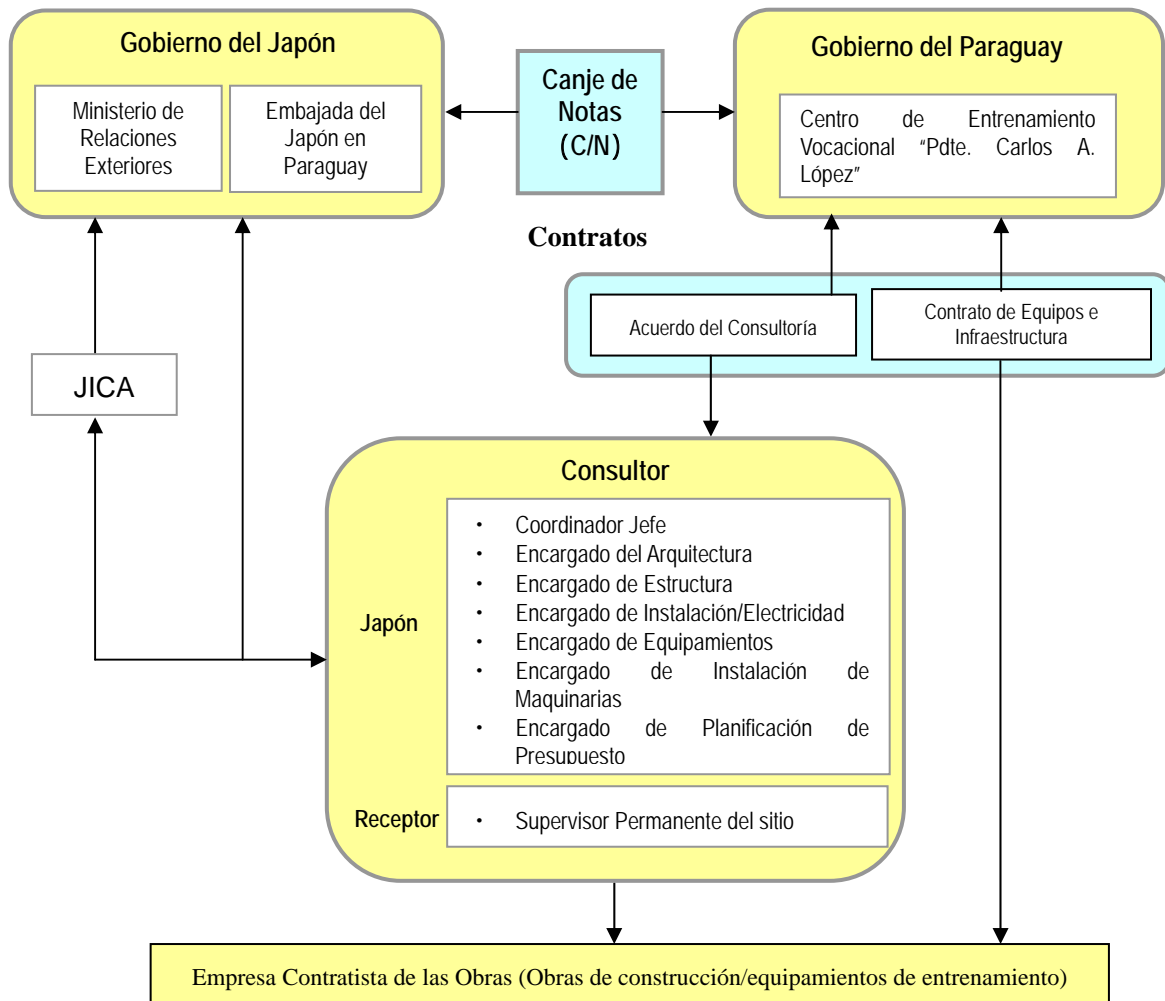 Gobierno del Japón
Ministerio de
Relaciones
Exteriores
Embajada del
Japón en
Paraguay
Canje de
Notas
(C/N)
Gobierno del Paraguay
Centro de Entrenamiento
Vocacional "Pdte. Carlos A.
López"
Contratos
Acuerdo del Consultoría
Contrato de Equipos e
Infraestructura
JICA
Consultor
Japón
・ Coordinador Jefe
・ Encargado del Arquitectura
・ Encargado de Estructura
・ Encargado de Instalación/Electricidad
・ Encargado de Equipamientos
・ Encargado de Instalación de
Maquinarias
・ Encargado de Planificación de
Presupuesto
Receptor
・ Supervisor Permanente del sitio
Empresa Contratista de las Obras (Obras de construcción/equipamientos de entrenamiento)